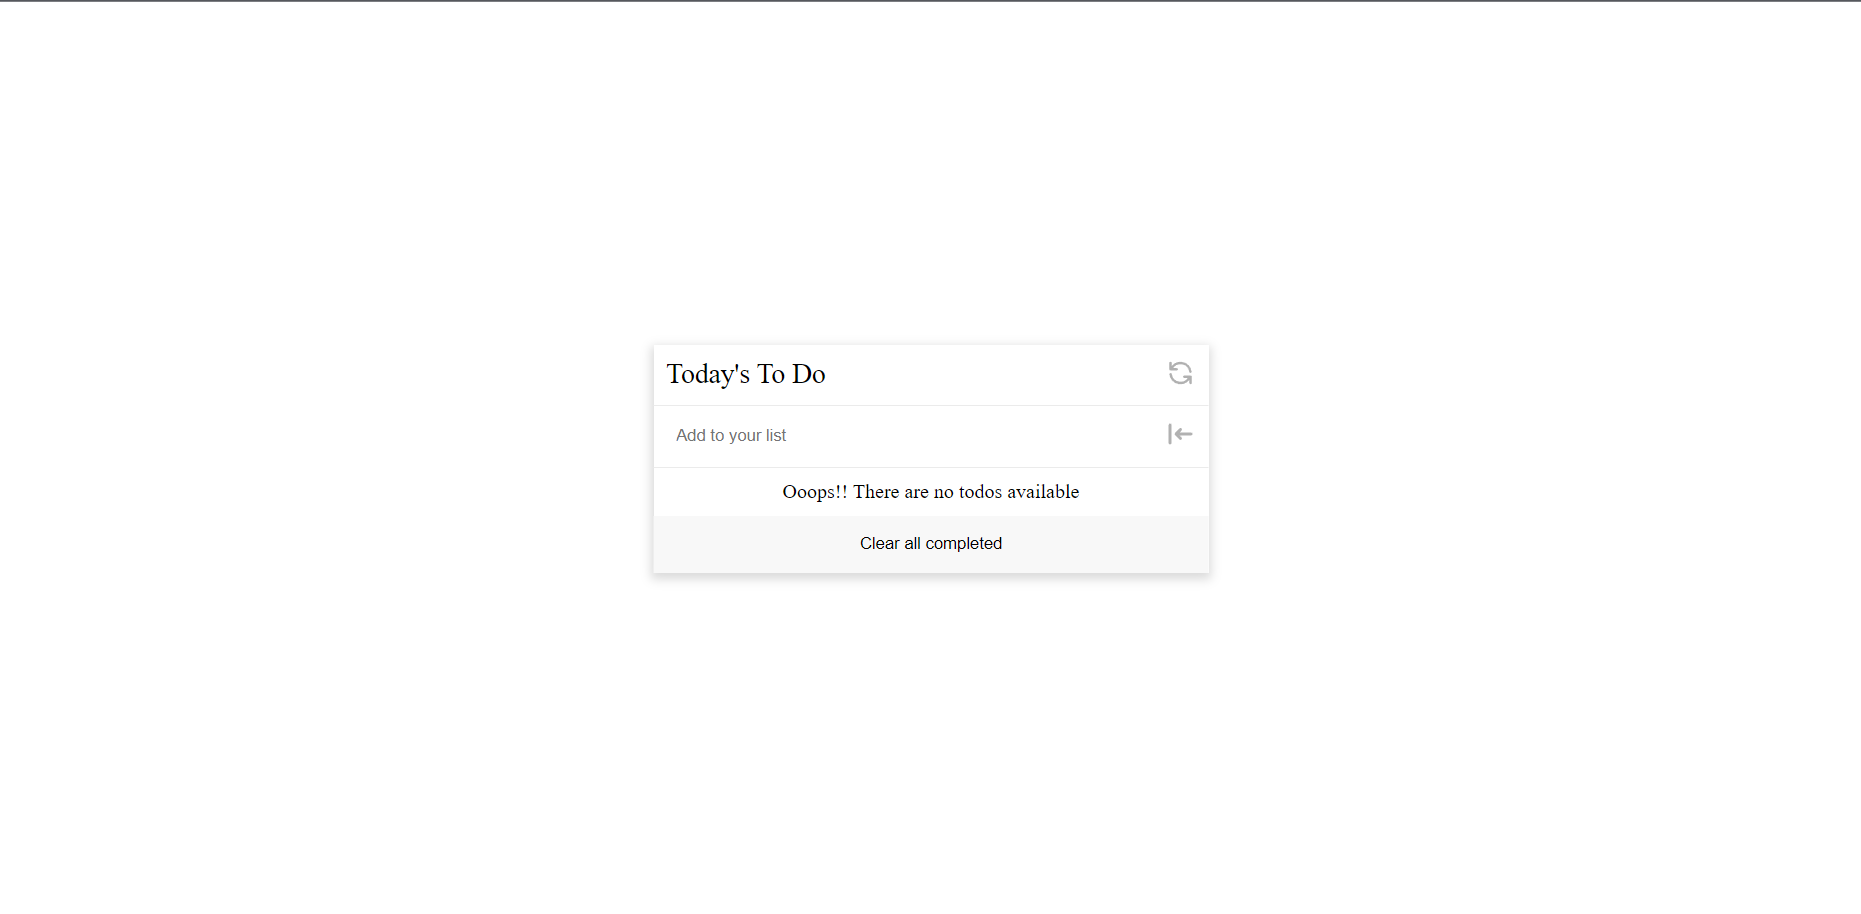 Today's To Do
Add to your list
Ooops!! There are no todos available
Clear all completed